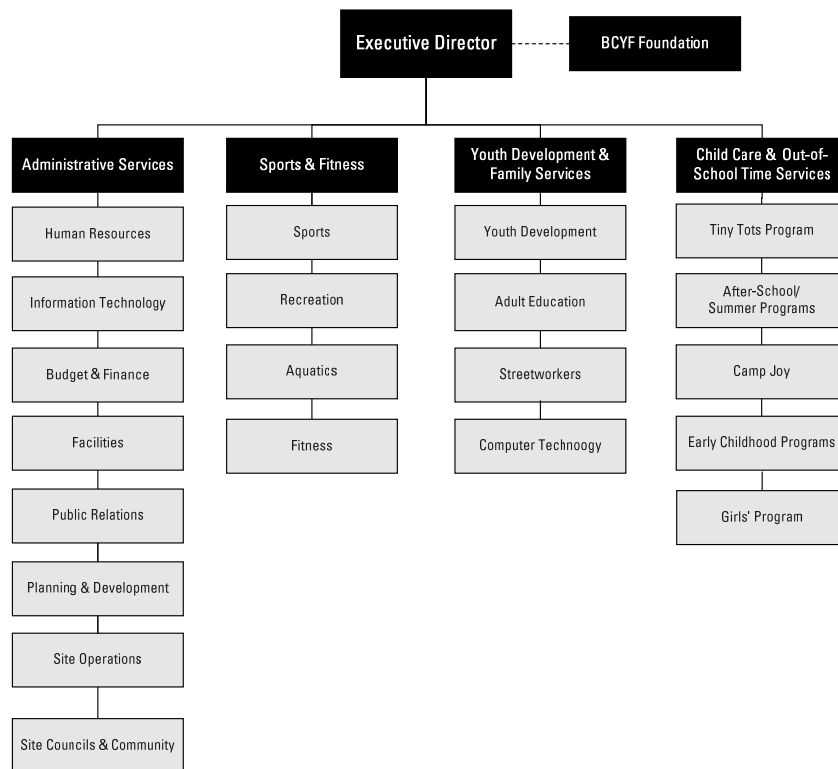 Executive Director
BCYF Foundation
Administrative Services
Sports & Fitness
Youth Development &
Family Services
Child Care & Out-of-
School Time Services
Human Resources
Information Technology
Budget & Finance
Facilities
Public Relations
Planning & Development
Site Operations
Site Councils & Community
Sports
Recreation
Aquatics
Fitness
Youth Development
Adult Education
Streetworkers
Computer Technoogy
Tiny Tots Program
After-School/
Summer Programs
Camp Joy
Early Childhood Programs
Girls' Program